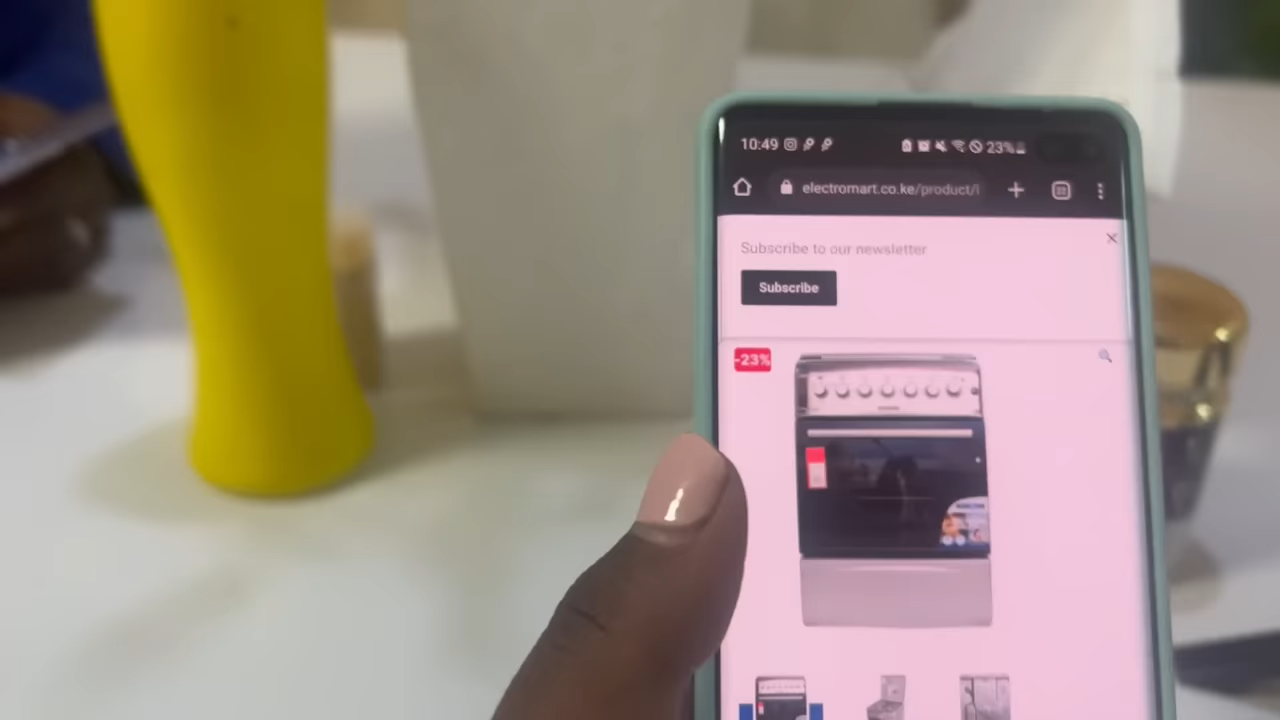 10:49 23%
electromart.co.ke/product/i
Subscribe to our newsletter
Subscribe
-23%